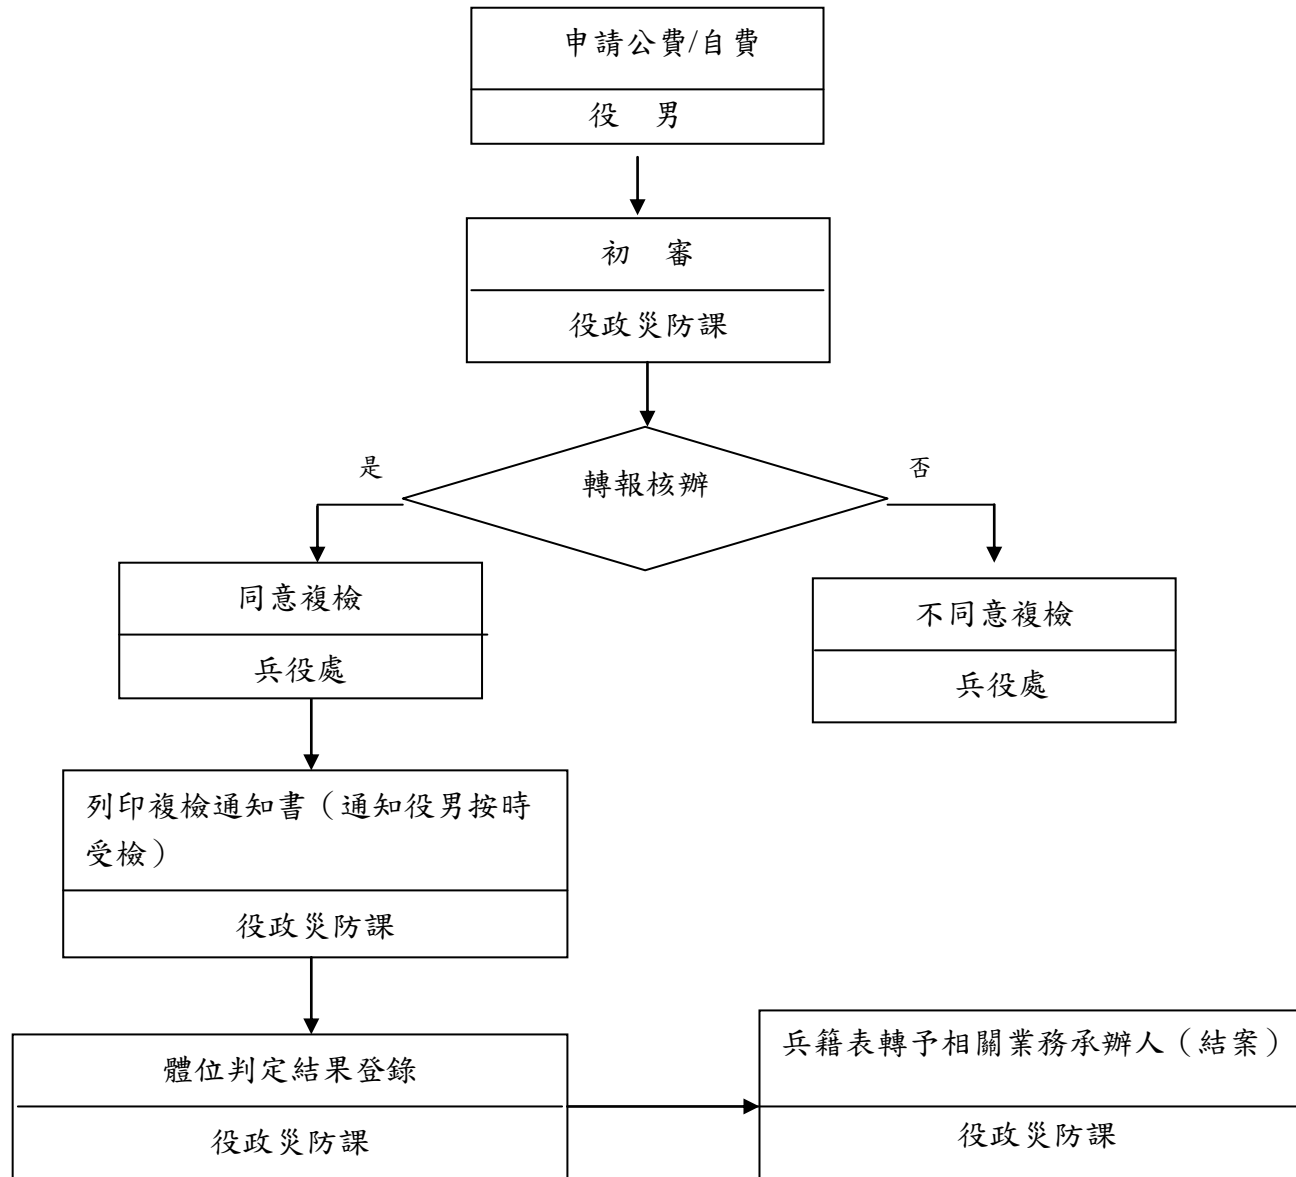 申請公費/自費
役 男
初 審
役政災防課
轉報核辦
是
否
同意複檢
兵役處
不同意複檢
兵役處
列印複檢通知書（通知役男按時
受檢）
役政災防課
體位判定結果登錄
役政災防課
兵籍表轉予相關業務承辦人（結案）
役政災防課